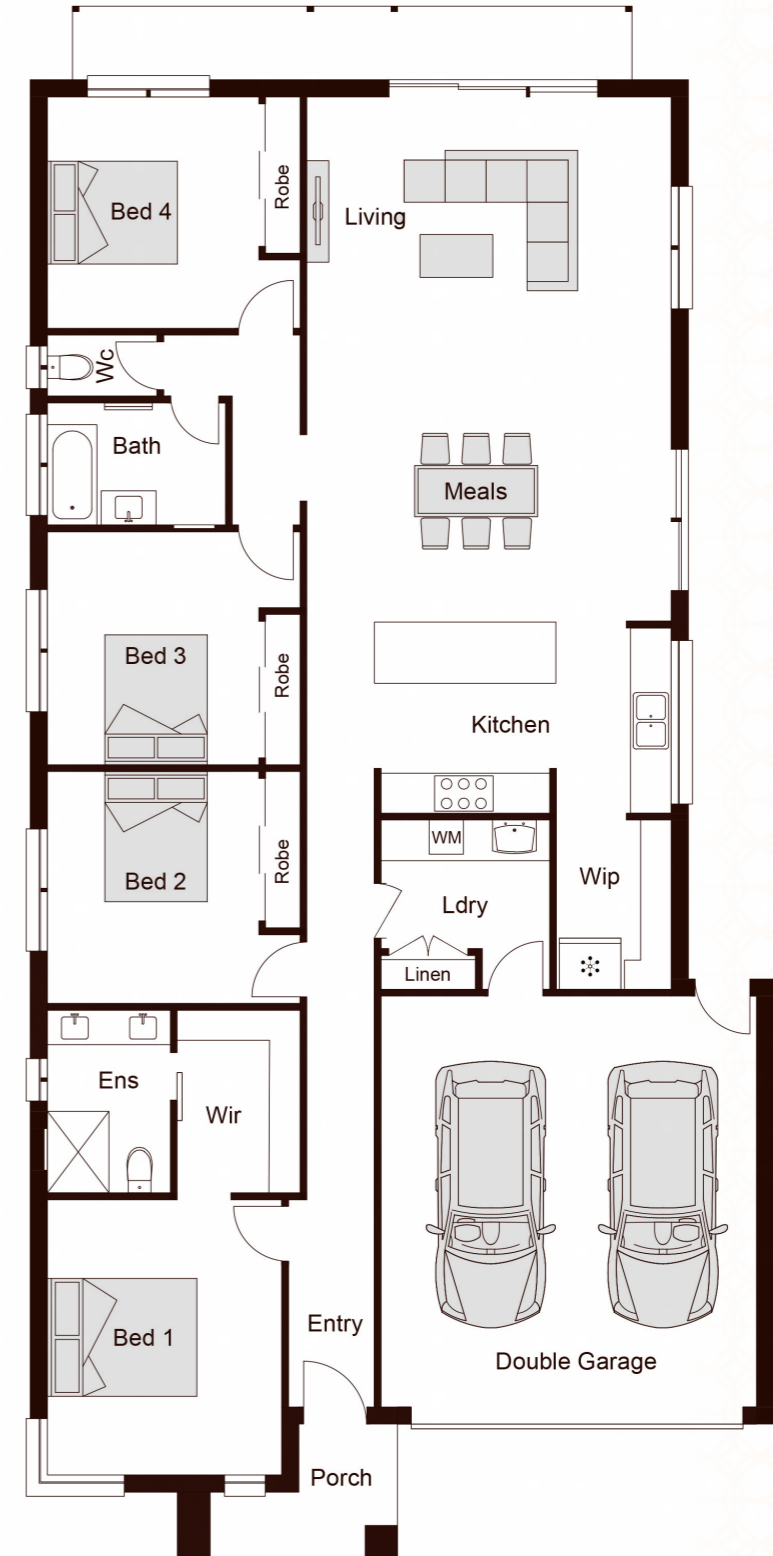 Bed 4
Robe
Living
Wc
Bath
Meals
Bed 3
Robe
Kitchen
Bed 2
Robe
WM
Wip
Ldry
Linen
Ens
Wir
Entry
Bed 1
Double Garage
Porch